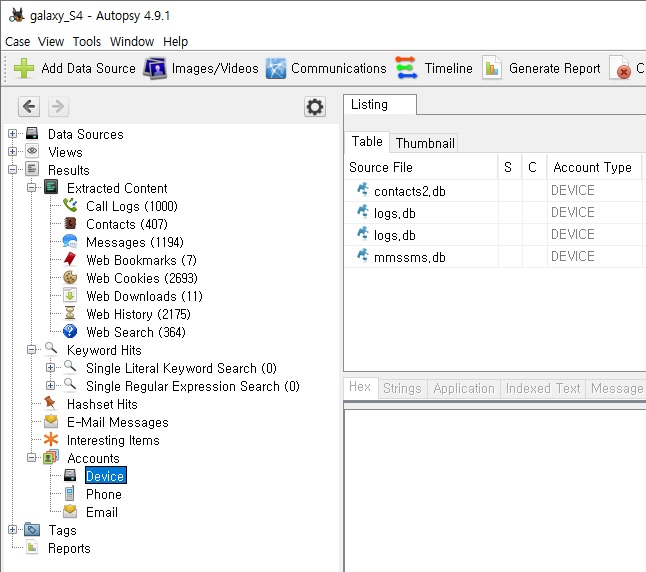 galaxy_S4 - Autopsy 4.9.1
Case View Tools Window Help
Add Data Source Images/Videos Communications Timeline Generate Report C
Data Sources
Views
Results
Extracted Content
Call Logs (1000)
Contacts (407)
Messages (1194)
Web Bookmarks (7)
Web Cookies (2693)
Web Downloads (11)
Web History (2175)
Web Search (364)
Keyword Hits
Single Literal Keyword Search (0)
Single Regular Expression Search (0)
Hashset Hits
E-Mail Messages
Interesting Items
Accounts
Device
Phone
Email
Tags
Reports
Listing
Table Thumbnail
Source File S C Account Type
contacts2.db DEVICE
logs.db DEVICE
logs.db DEVICE
mmssms.db DEVICE
Hex Strings Application Indexed Text Message